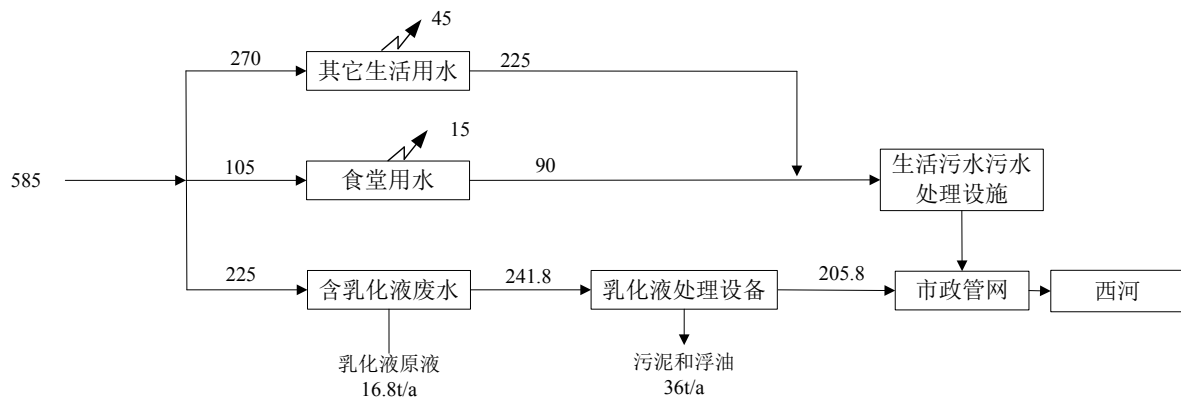 45
270
其它生活用水
225
15
585
105
食堂用水
90
生活污水污水
处理设施
225
含乳化液废水
241.8
乳化液处理设备
205.8
市政管网
西河
乳化液原液
16.8t/a
污泥和浮油
36t/a